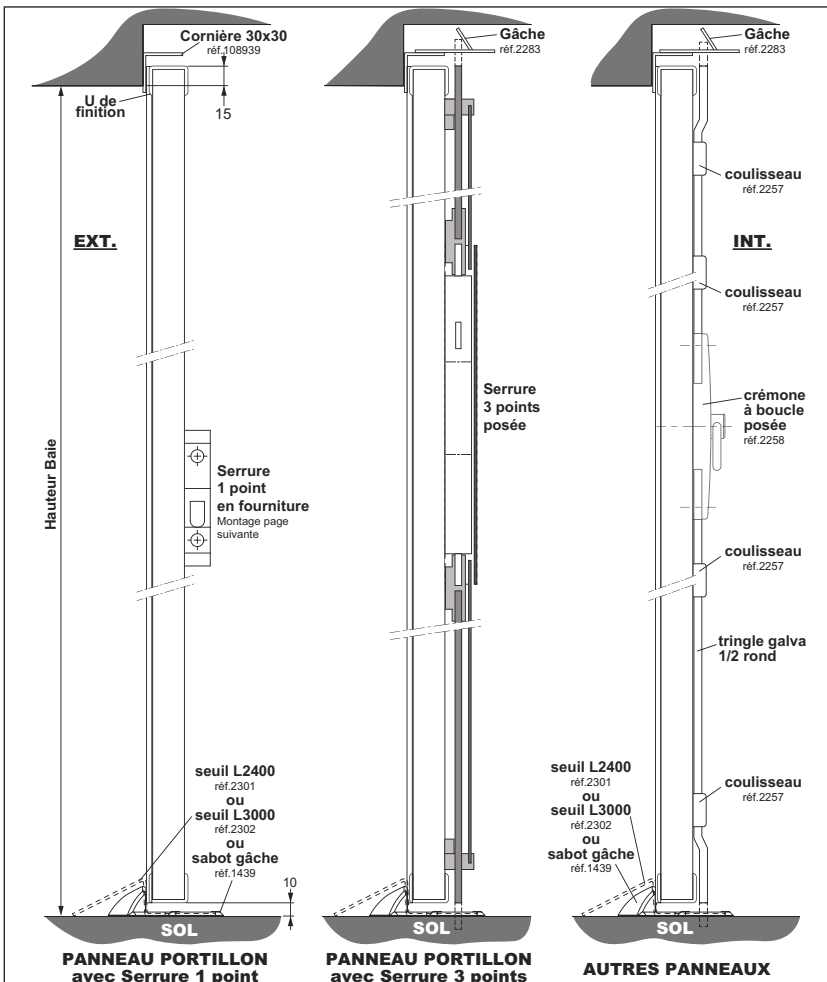 Cornière 30x30
réf.108939
U de
finition
15
EXT.
Hauteur Baie
Serrure
1 point
en fourniture
Montage page
suivante
seuil L2400
réf.2301
ou
seuil L3000
réf.2302
ou
sabot gâche
réf.1439
10
SOL
PANNEAU PORTILLON
avec Serrure 1 point
Gâche
réf.2283
Serrure
3 points
posée
SOL
PANNEAU PORTILLON
avec Serrure 3 points
Gâche
réf.2283
coulisseau
réf.2257
INT.
coulisseau
réf.2257
crémone
à boucle
posée
réf.2258
coulisseau
réf.2257
tringle galva
1/2 rond
coulisseau
réf.2257
seuil L2400
réf.2301
ou
seuil L3000
réf.2302
ou
sabot gâche
réf.1439
SOL
AUTRES PANNEAUX